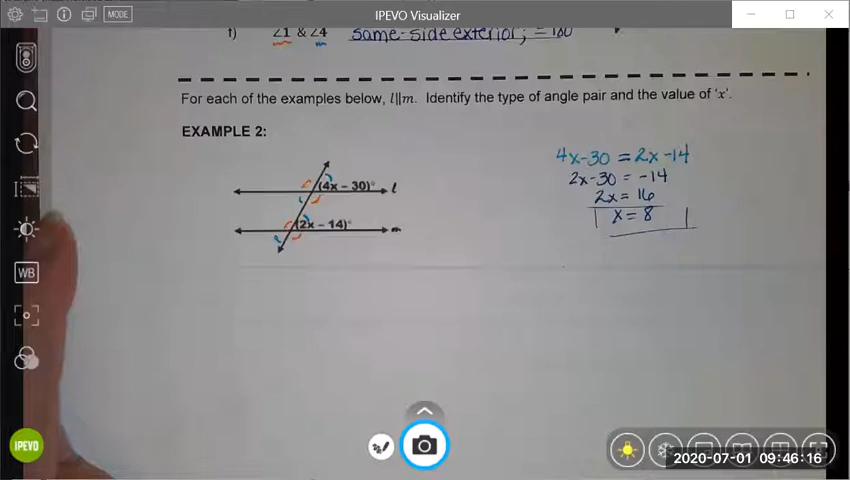 IPEVO Visualizer
MODE
f) ∠1 & ∠4 same-side exterior; = 180
For each of the examples below, l||m. Identify the type of angle pair and the value of ‘x’.
EXAMPLE 2:
(4x – 30)° l
(2x – 14)° m
4x-30 = 2x-14
2x-30 = -14
2x = 16
x = 8
WB
IPEVO
2020-07-01 09:46:16